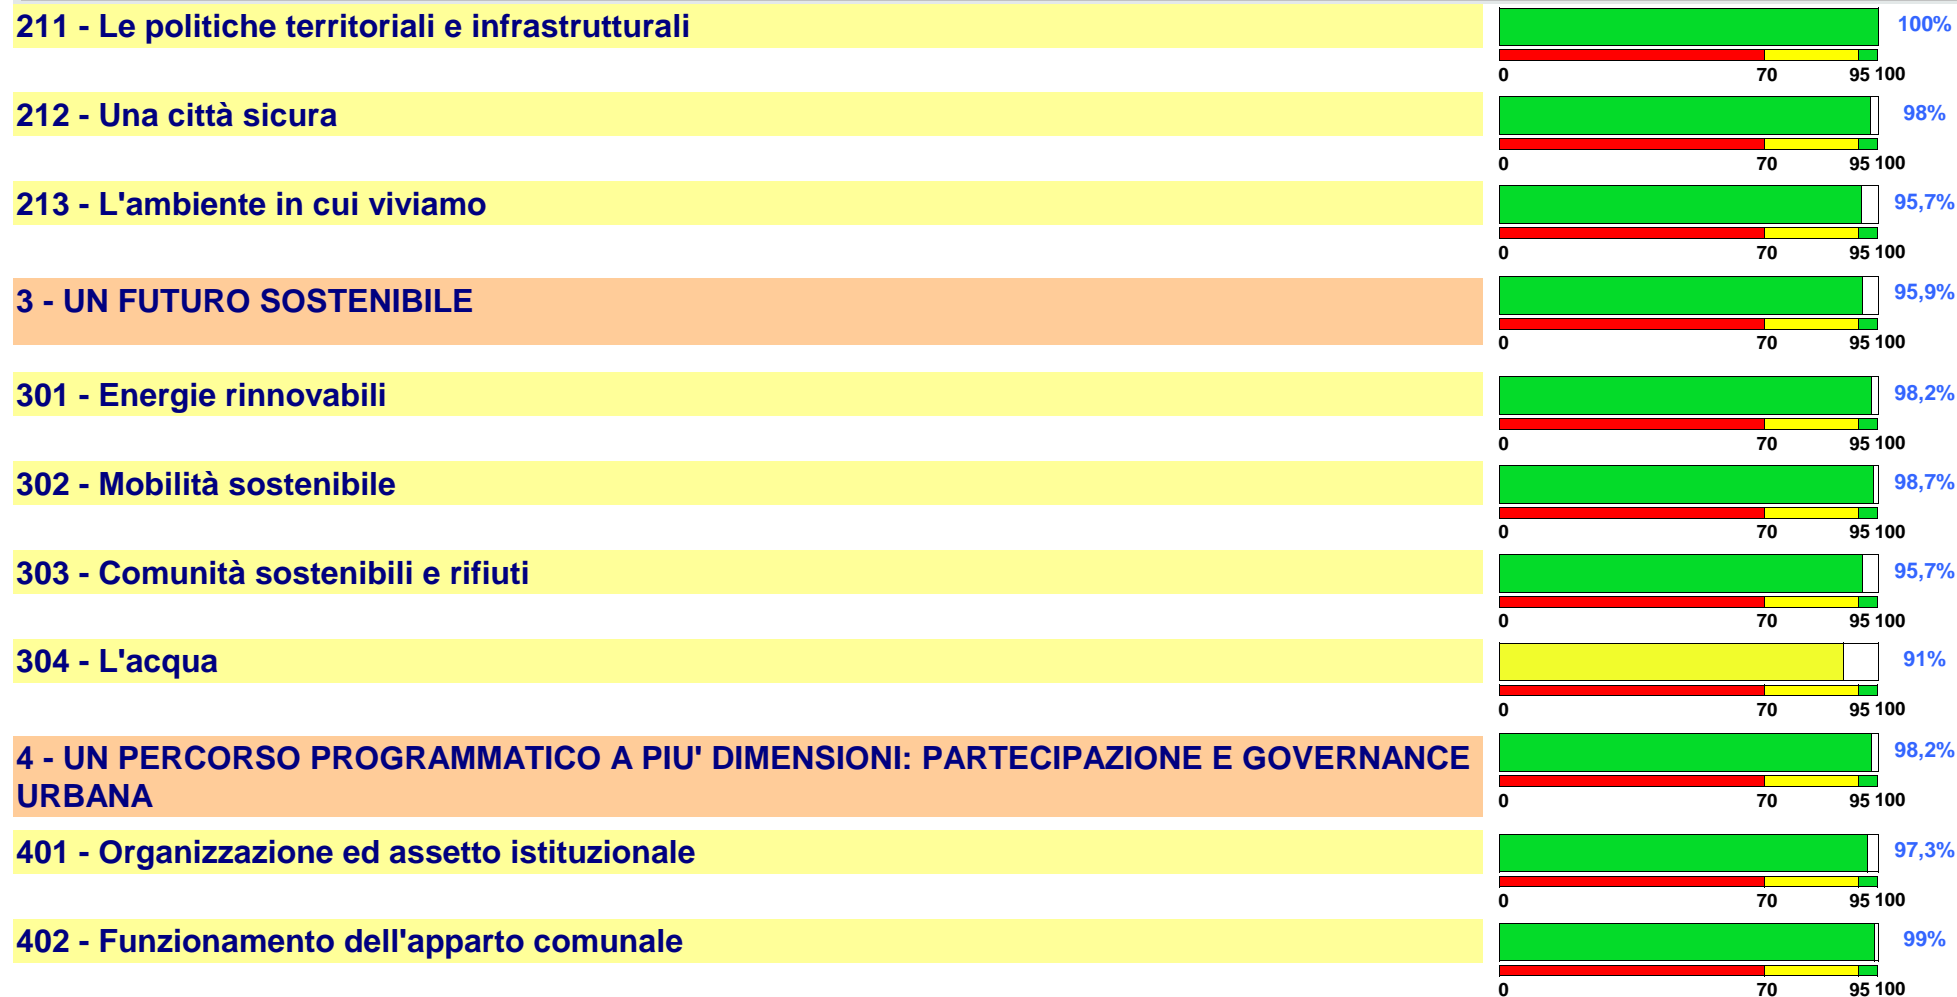 211 - Le politiche territoriali e infrastrutturali 100%
0 70 95 100
212 - Una città sicura 98%
0 70 95 100
213 - L'ambiente in cui viviamo 95,7%
0 70 95 100
3 - UN FUTURO SOSTENIBILE 95,9%
0 70 95 100
301 - Energie rinnovabili 98,2%
0 70 95 100
302 - Mobilità sostenibile 98,7%
0 70 95 100
303 - Comunità sostenibili e rifiuti 95,7%
0 70 95 100
304 - L'acqua 91%
0 70 95 100
4 - UN PERCORSO PROGRAMMATICO A PIU' DIMENSIONI: PARTECIPAZIONE E GOVERNANCE 98,2%
URBANA
0 70 95 100
401 - Organizzazione ed assetto istituzionale 97,3%
0 70 95 100
402 - Funzionamento dell'apparto comunale 99%
0 70 95 100